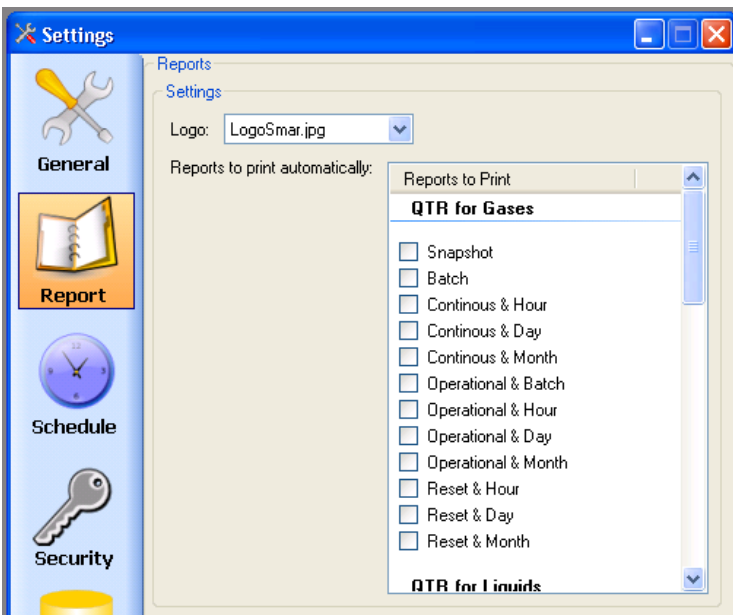 Settings
Reports
Settings
Logo: LogoSmar.jpg
General
Reports to print automatically:
Reports to Print
QTR for Gases
Snapshot
Batch
Report
Continous & Hour
Continous & Day
Continous & Month
Operational & Batch
Schedule
Operational & Hour
Operational & Day
Operational & Month
Reset & Hour
Reset & Day
Reset & Month
Security
QTR for Liquids